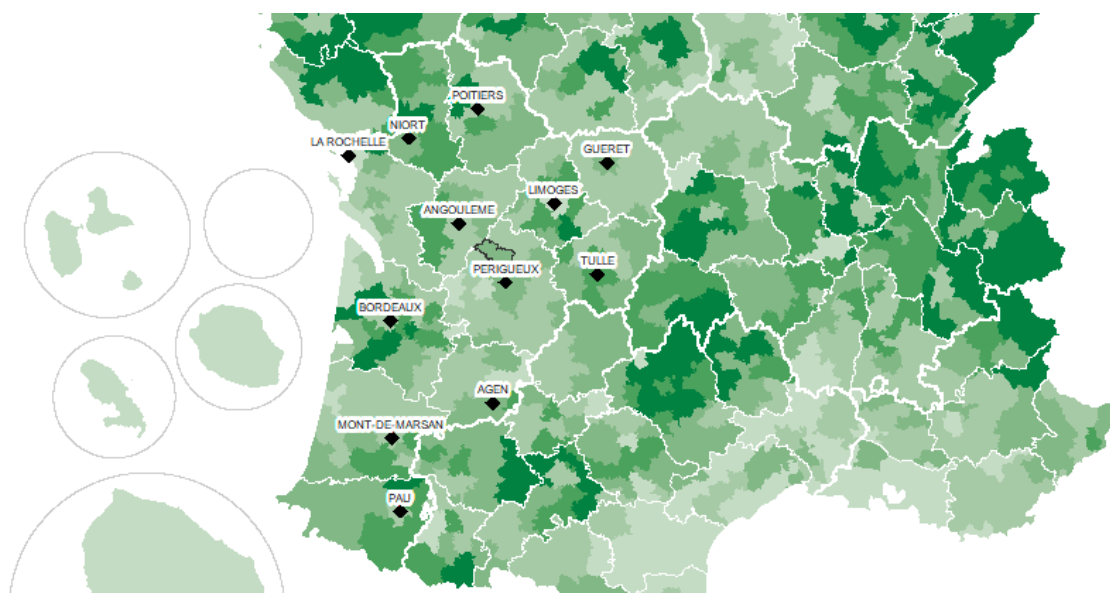 POITIERS
NIORT
LA ROCHELLE
GUERET
LIMOGES
ANGOULEME
TULLE
PERIGUEUX
BORDEAUX
AGEN
MONT-DE-MARSAN
PAU